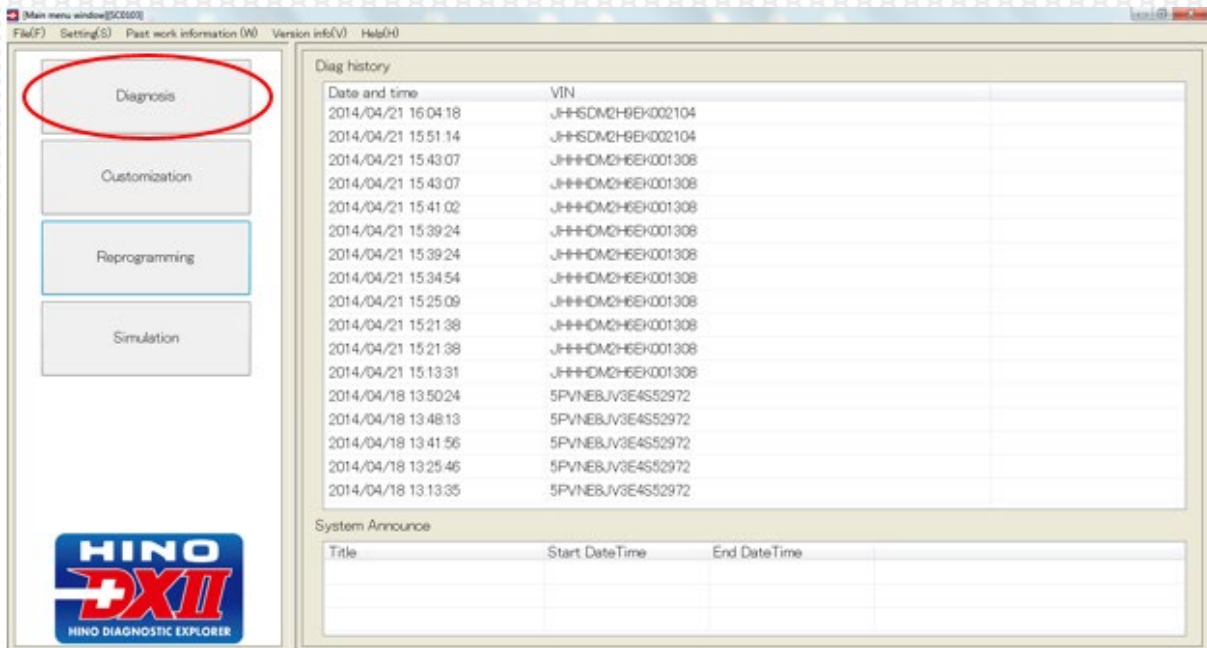 [Main menu window][SC0103]
File(F) Setting(S) Past work information (W) Version info(V) Help(H)
Diagnosis
Customization
Reprogramming
Simulation
HINO
DXII
HINO DIAGNOSTIC EXPLORER
Diag history
Date and time VIN
2014/04/21 16:04:18 JHHSDM2H9EK002104
2014/04/21 15:51:14 JHHSDM2H9EK002104
2014/04/21 15:43:07 JHHHDM2H6EK001308
2014/04/21 15:43:07 JHHHDM2H6EK001308
2014/04/21 15:41:02 JHHHDM2H6EK001308
2014/04/21 15:39:24 JHHHDM2H6EK001308
2014/04/21 15:39:24 JHHHDM2H6EK001308
2014/04/21 15:34:54 JHHHDM2H6EK001308
2014/04/21 15:25:09 JHHHDM2H6EK001308
2014/04/21 15:21:38 JHHHDM2H6EK001308
2014/04/21 15:21:38 JHHHDM2H6EK001308
2014/04/21 15:13:31 JHHHDM2H6EK001308
2014/04/18 13:50:24 5PVNE8JV3E4S52972
2014/04/18 13:48:13 5PVNE8JV3E4S52972
2014/04/18 13:41:56 5PVNE8JV3E4S52972
2014/04/18 13:25:46 5PVNE8JV3E4S52972
2014/04/18 13:13:35 5PVNE8JV3E4S52972
System Announce
Title Start DateTime End DateTime